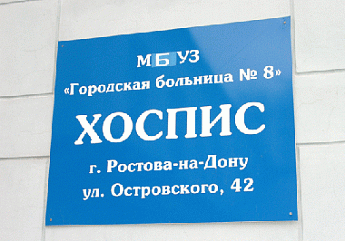 МБУЗ
«Городская больница № 8»
ХОСПИС
г. Ростова-на-Дону
ул. Островского, 42